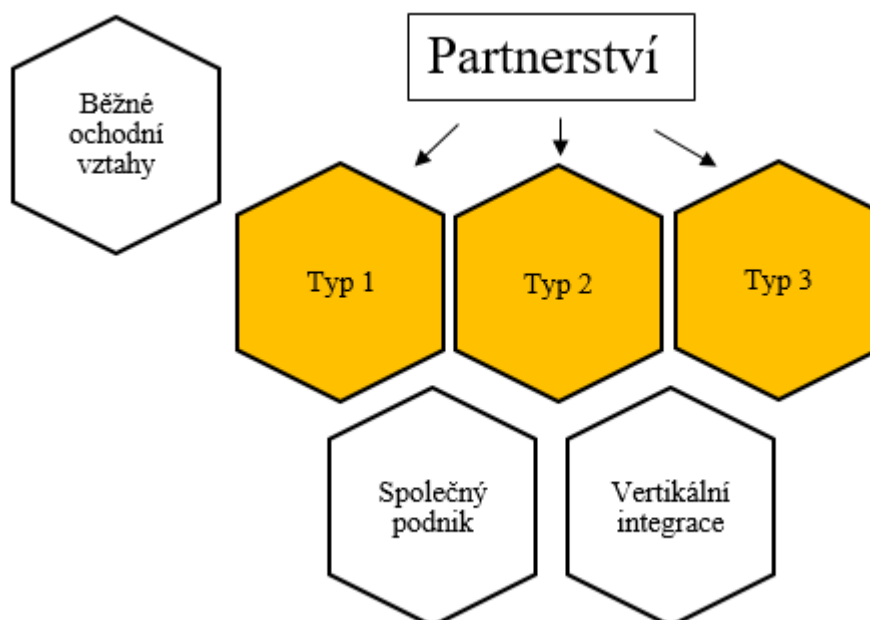 Partnerství
Běžné
ochodní
vztahy
Typ 1
Typ 2
Typ 3
Společný
podnik
Vertikální
integrace